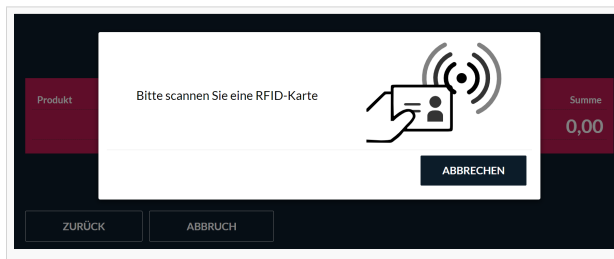 Bitte scannen Sie eine RFID-Karte
Produkt
Summe
0,00
ABBRECHEN
ZURÜCK
ABBRUCH